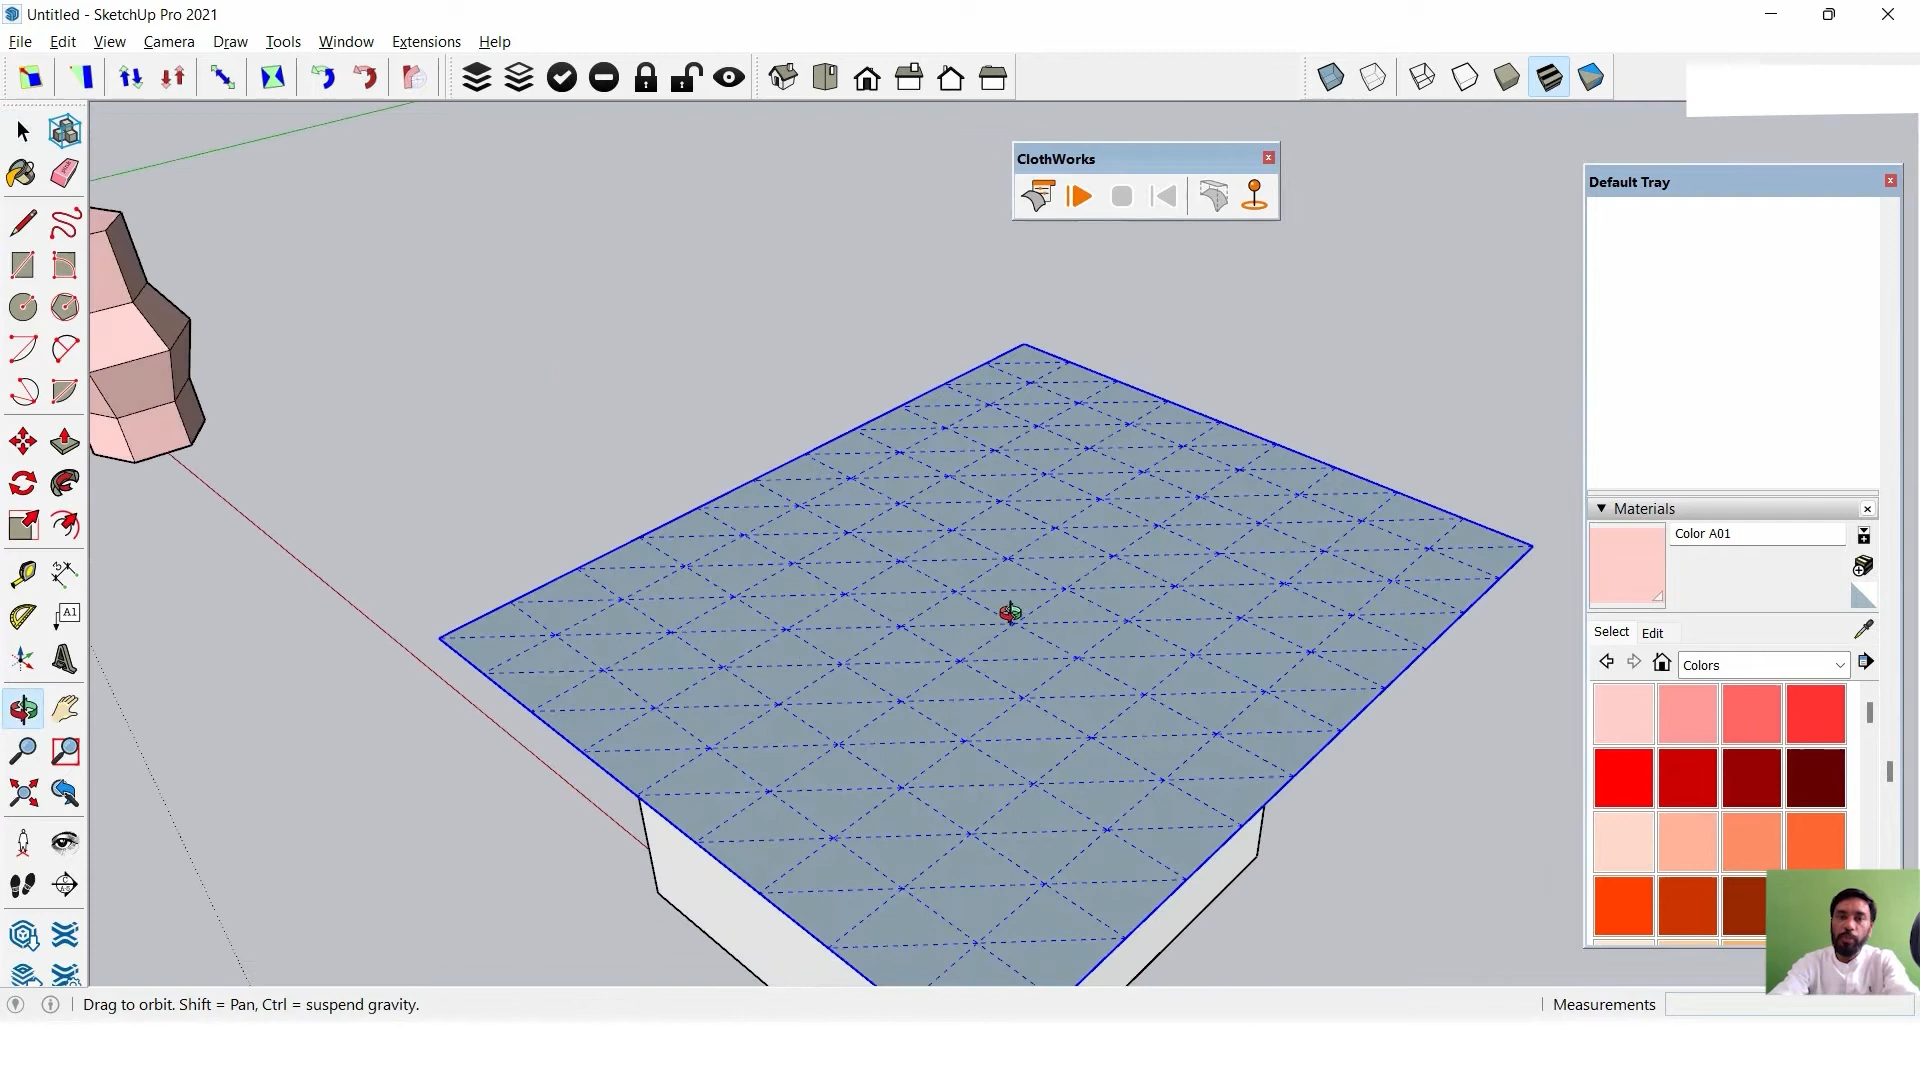 Untitled - SketchUp Pro 2021
File Edit View Camera Draw Tools Window Extensions Help
ClothWorks
Default Tray
Materials
Color A01
A1
Select Edit
Colors
Drag to orbit. Shift = Pan, Ctrl = suspend gravity.
Measurements